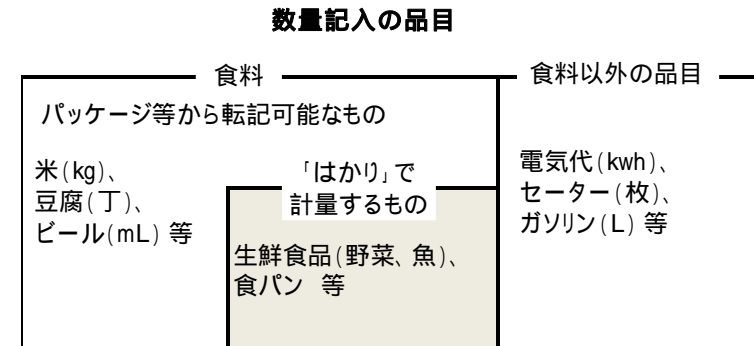 数量記入の品目
食料
食料以外の品目
パッケージ等から転記可能なもの
米(kg)、
豆腐(丁)、
ビール(mL) 等
「はかり」で
計量するもの
生鮮食品(野菜、魚)、
食パン 等
電気代(kwh)、
セーター(枚)、
ガソリン(L) 等